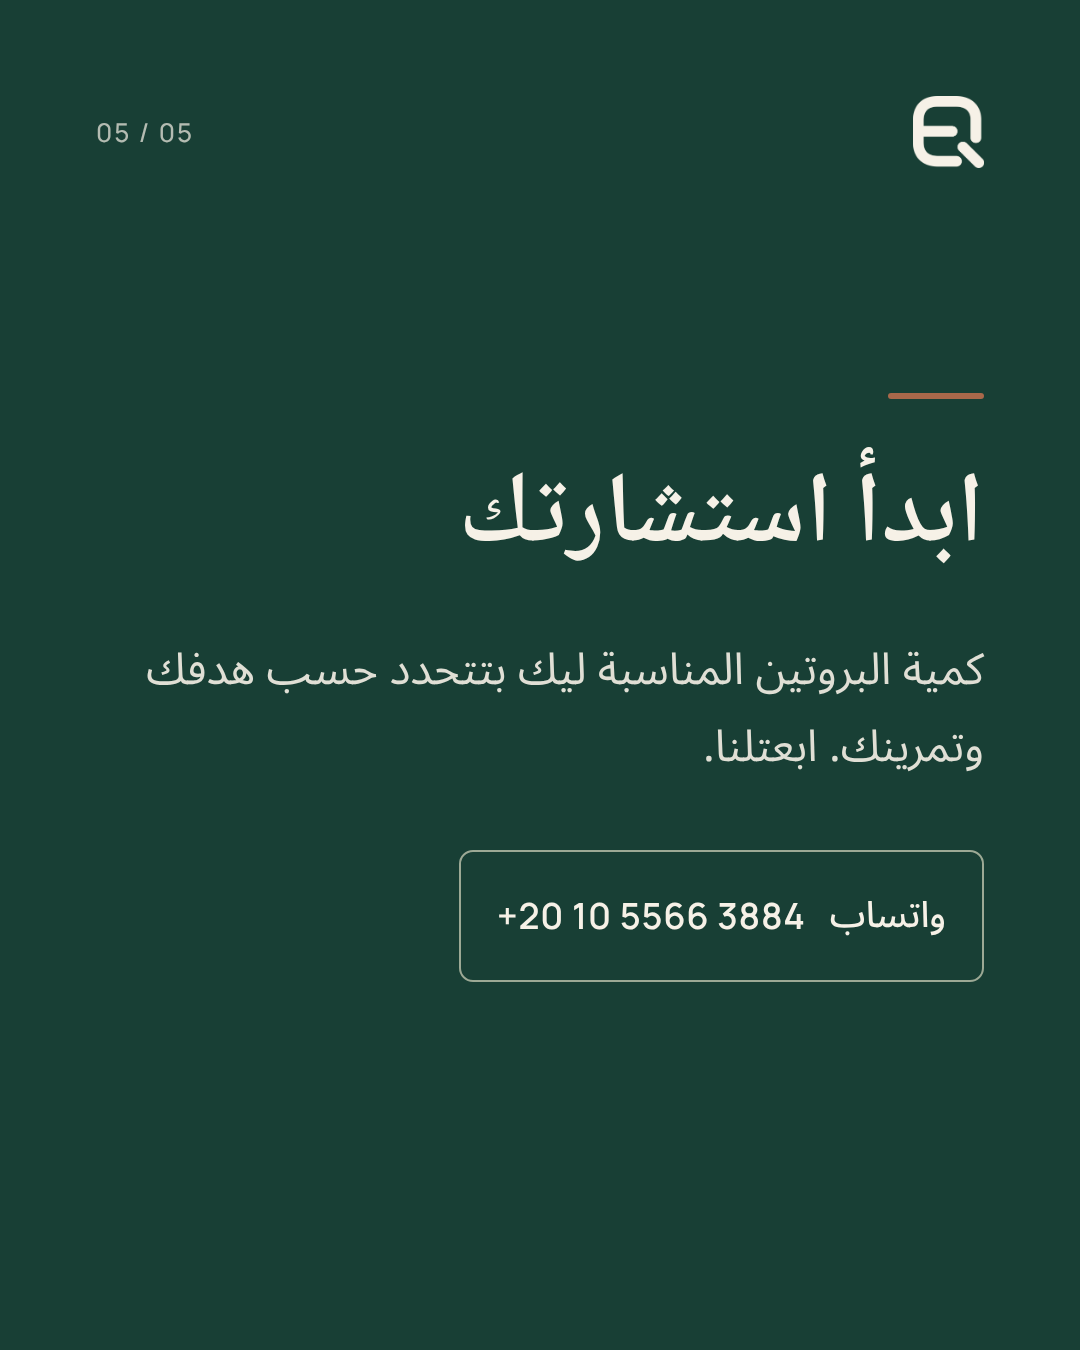 05 / 05
ابدأ استشارتك
كمية البروتين المناسبة ليك بتتحدد حسب هدفك
وتمرينك. ابعتلنا.
واتساب +20 10 5566 3884